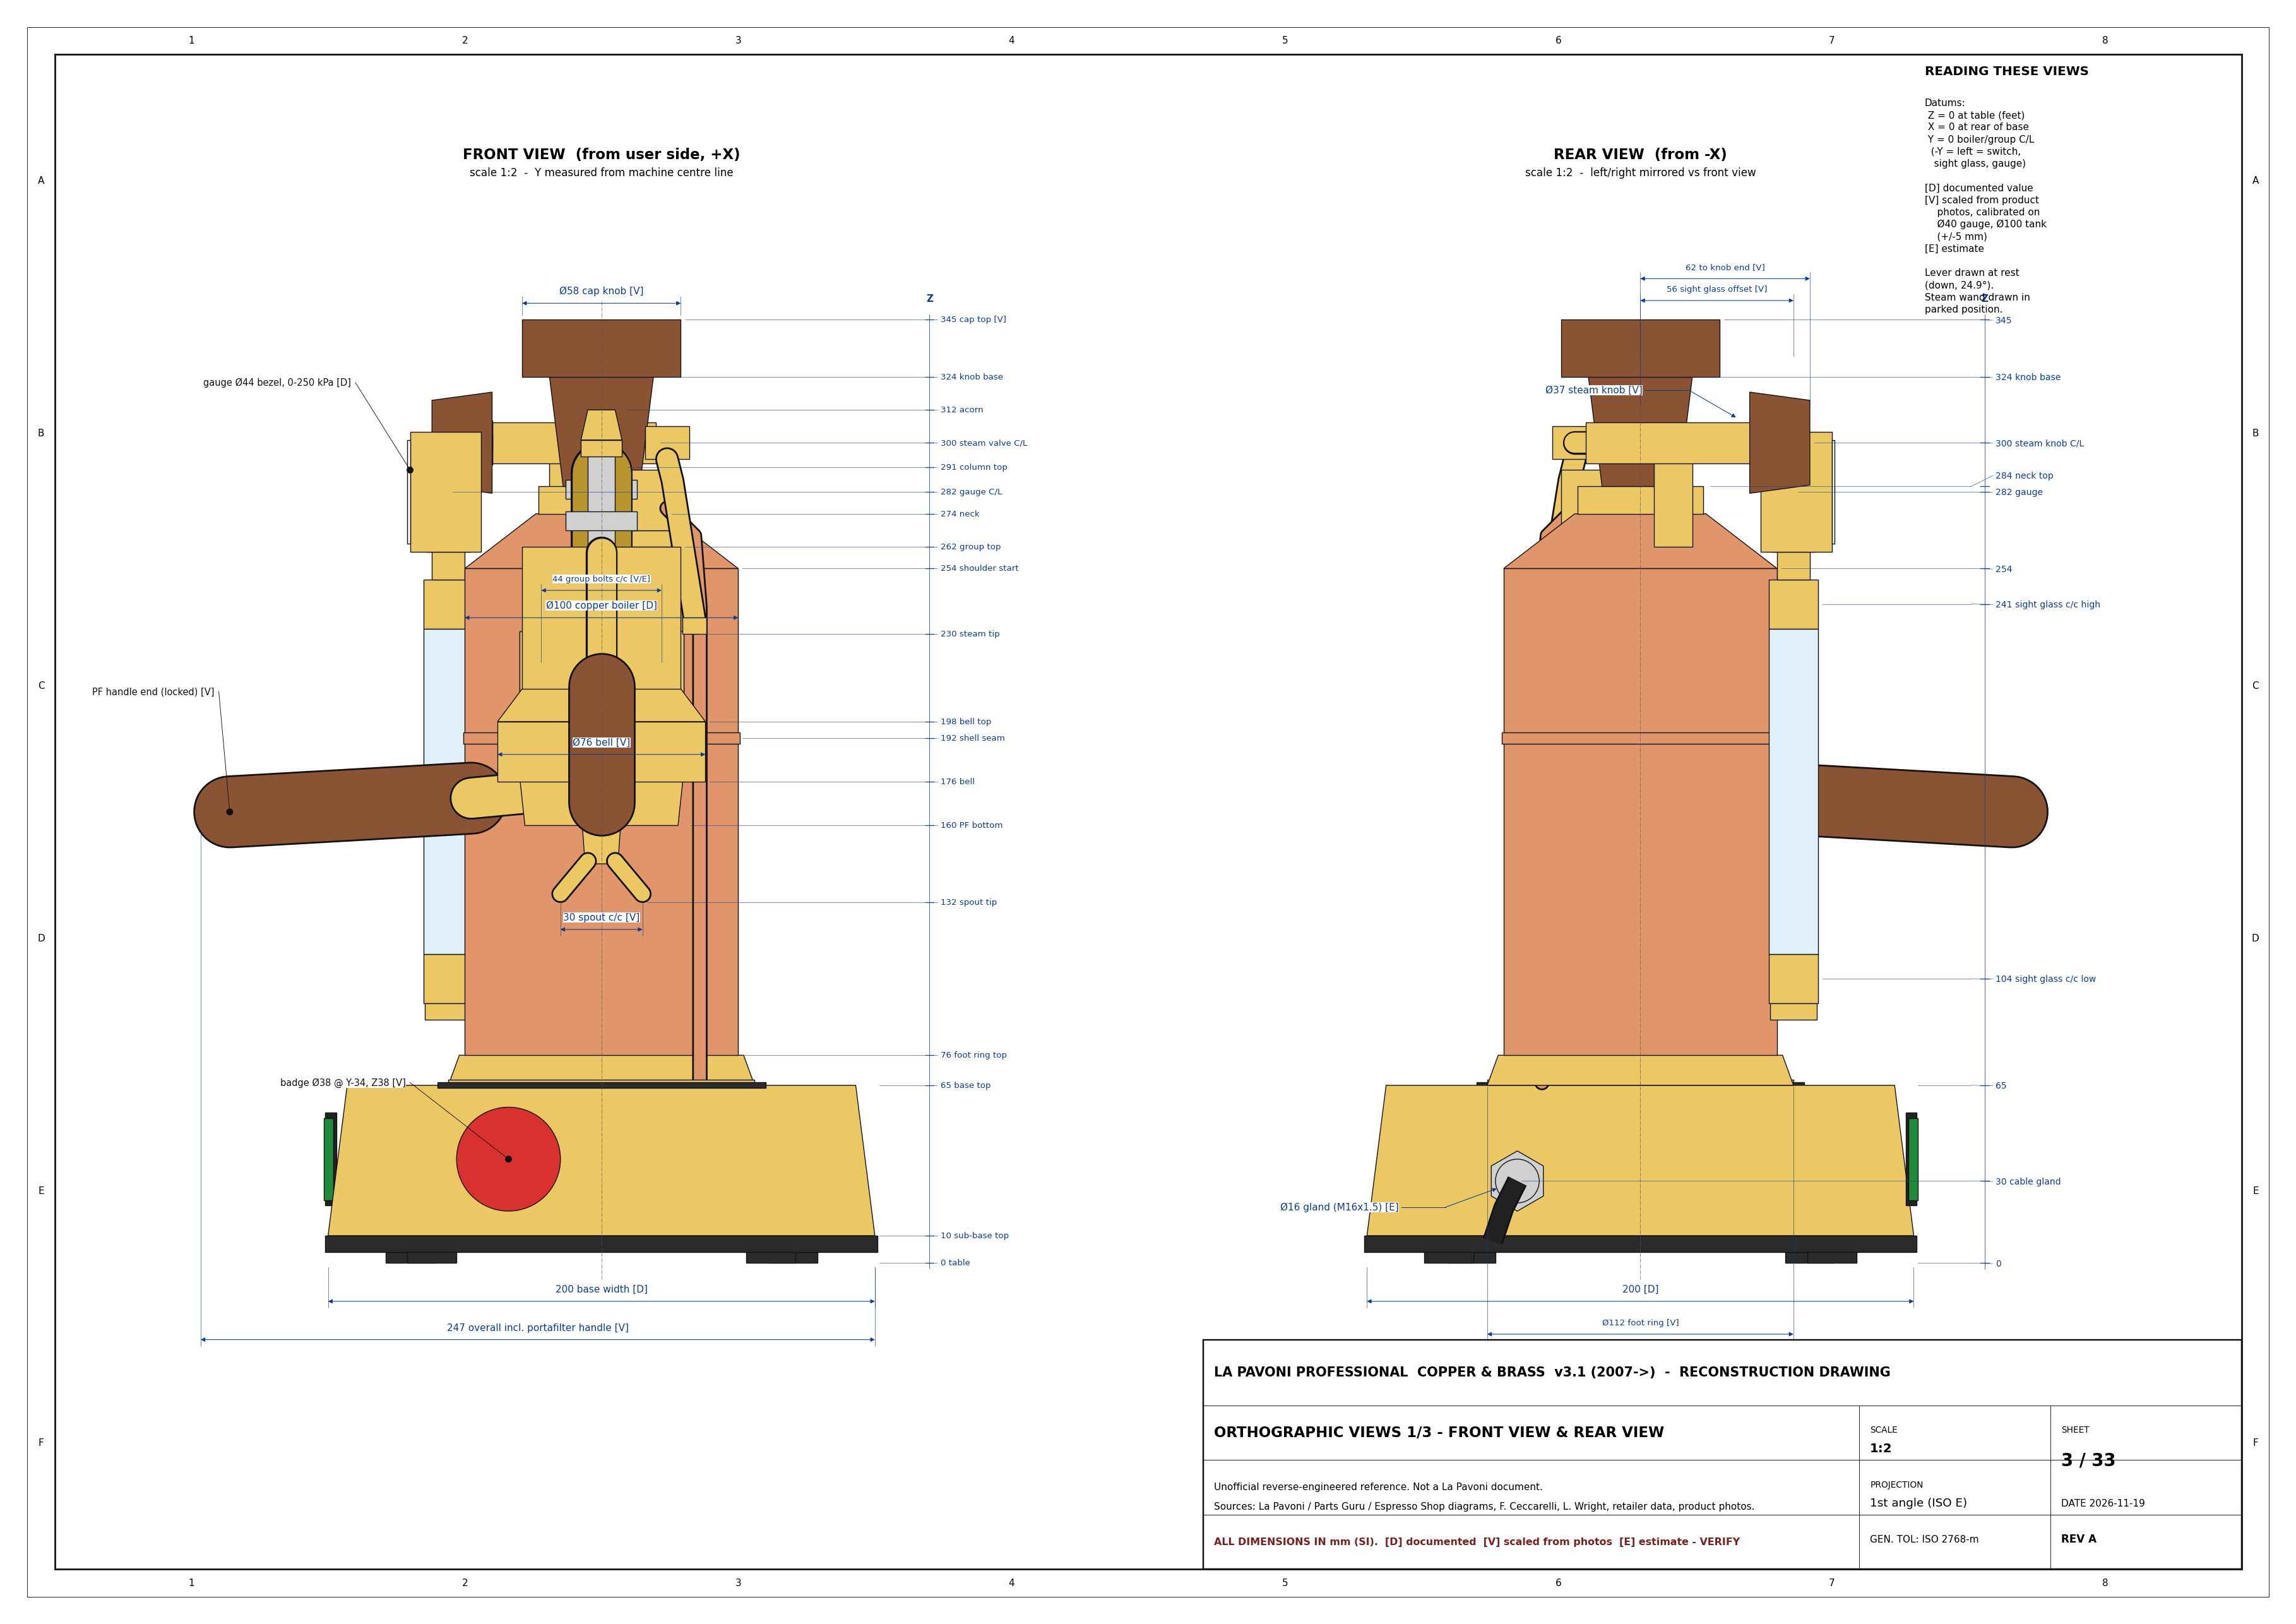 1 2 3 4 5 6 7 8
A
B
C
D
E
F
A
B
C
D
E
F
1 2 3 4 5 6 7 8
FRONT VIEW (from user side, +X)
scale 1:2 - Y measured from machine centre line
Ø58 cap knob [V]
gauge Ø44 bezel, 0-250 kPa [D]
44 group bolts c/c [V/E]
Ø100 copper boiler [D]
PF handle end (locked) [V]
Ø76 bell [V]
30 spout c/c [V]
badge Ø38 @ Y-34, Z38 [V]
200 base width [D]
247 overall incl. portafilter handle [V]
Z
345 cap top [V]
324 knob base
312 acorn
300 steam valve C/L
291 column top
282 gauge C/L
274 neck
262 group top
254 shoulder start
230 steam tip
198 bell top
192 shell seam
176 bell
160 PF bottom
132 spout tip
76 foot ring top
65 base top
10 sub-base top
0 table
REAR VIEW (from -X)
scale 1:2 - left/right mirrored vs front view
62 to knob end [V]
56 sight glass offset [V]
Ø37 steam knob [V]
Ø16 gland (M16x1.5) [E]
200 [D]
Ø112 foot ring [V]
Z
345
324 knob base
300 steam knob C/L
284 neck top
282 gauge
254
241 sight glass c/c high
104 sight glass c/c low
65
30 cable gland
0
READING THESE VIEWS
Datums:
Z = 0 at table (feet)
X = 0 at rear of base
Y = 0 boiler/group C/L
(-Y = left = switch,
sight glass, gauge)
[D] documented value
[V] scaled from product
photos, calibrated on
Ø40 gauge, Ø100 tank
(+/-5 mm)
[E] estimate
Lever drawn at rest
(down, 24.9°).
Steam wand drawn in
parked position.
LA PAVONI PROFESSIONAL COPPER & BRASS v3.1 (2007->) - RECONSTRUCTION DRAWING
ORTHOGRAPHIC VIEWS 1/3 - FRONT VIEW & REAR VIEW
SCALE
1:2
SHEET
3 / 33
Unofficial reverse-engineered reference. Not a La Pavoni document.
Sources: La Pavoni / Parts Guru / Espresso Shop diagrams, F. Ceccarelli, L. Wright, retailer data, product photos.
PROJECTION
1st angle (ISO E)
DATE 2026-11-19
ALL DIMENSIONS IN mm (SI). [D] documented [V] scaled from photos [E] estimate - VERIFY
GEN. TOL: ISO 2768-m
REV A